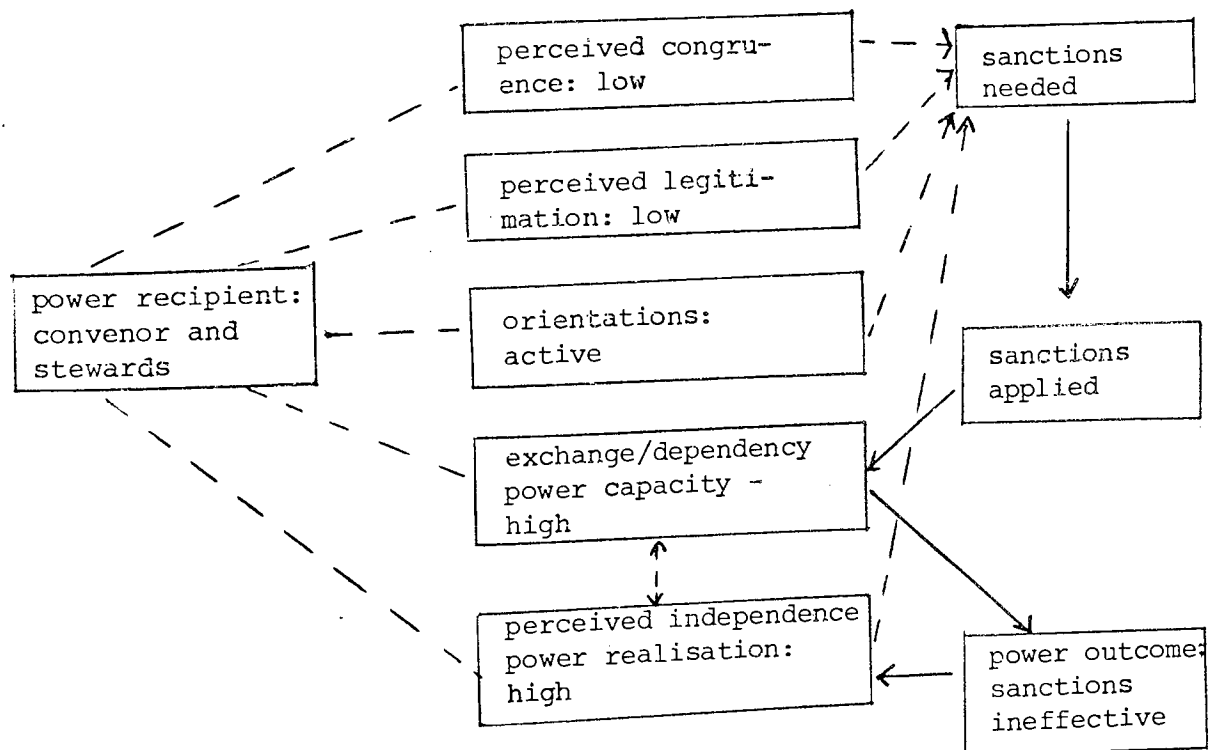 perceived congru-
ence: low
sanctions
needed
perceived legiti-
mation: low
power recipient:
convenor and
stewards
orientations:
active
sanctions
applied
exchange/dependency
power capacity -
high
perceived independence
power realisation:
high
power outcome:
sanctions
ineffective